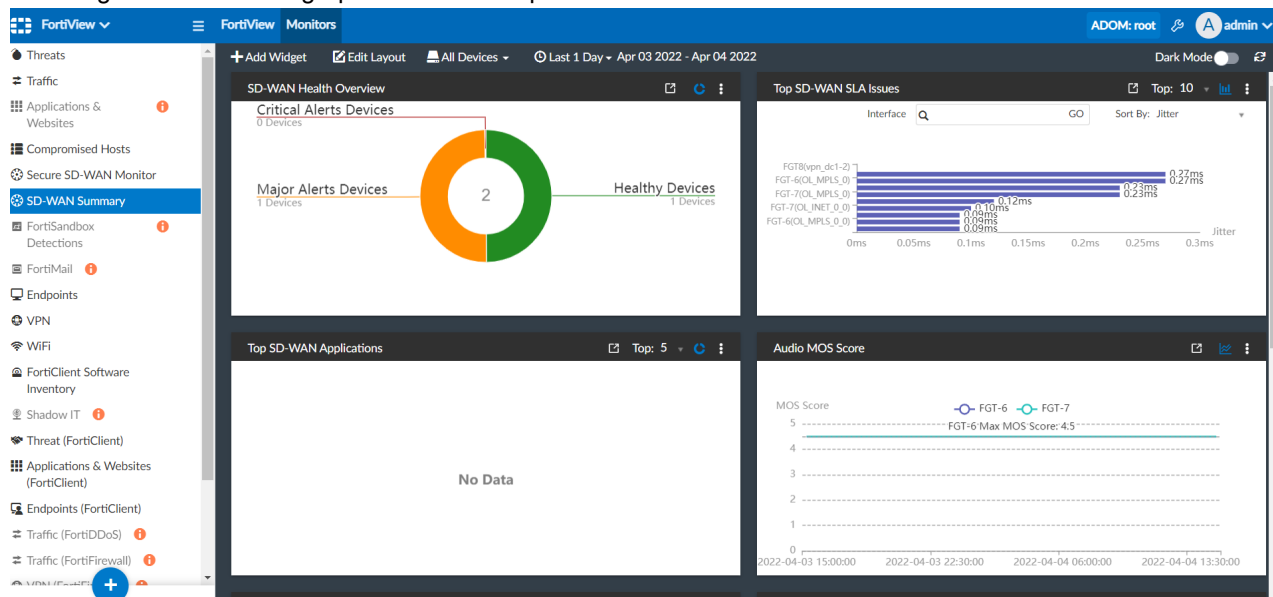 FortiView
FortiView Monitors
ADOM: root
A admin
Threats
Traffic
Applications &
Websites
Compromised Hosts
Secure SD-WAN Monitor
SD-WAN Summary
FortiSandbox
Detections
FortiMail
Endpoints
VPN
WiFi
FortiClient Software
Inventory
Shadow IT
Threat (FortiClient)
Applications & Websites
(FortiClient)
Endpoints (FortiClient)
Traffic (FortiDDoS)
Traffic (FortiFirewall)
Add Widget Edit Layout All Devices Last 1 Day Apr 03 2022 - Apr 04 2022
Dark Mode
SD-WAN Health Overview
Critical Alerts Devices
0 Devices
Major Alerts Devices
1 Devices
2
Healthy Devices
1 Devices
Top SD-WAN SLA Issues
Top: 10
Interface GO Sort By: Jitter
FGT8(vpn_dc1-2)
0.27ms
FGT-6(OL_MPLS_0)
0.27ms
FGT-7(OL_MPLS_0)
0.23ms
0.23ms
FGT-7(OL_INET_0_0)
0.12ms
0.10ms
FGT-6(OL_MPLS_0_0)
0.09ms
0.09ms
0.09ms
Jitter
0ms 0.05ms 0.1ms 0.15ms 0.2ms 0.25ms 0.3ms
Top SD-WAN Applications
Top: 5
No Data
Audio MOS Score
MOS Score
FGT-6 FGT-7
FGT-6 Max MOS Score: 4.5
5
4
3
2
1
0
2022-04-03 15:00:00 2022-04-03 22:30:00 2022-04-04 06:00:00 2022-04-04 13:30:00